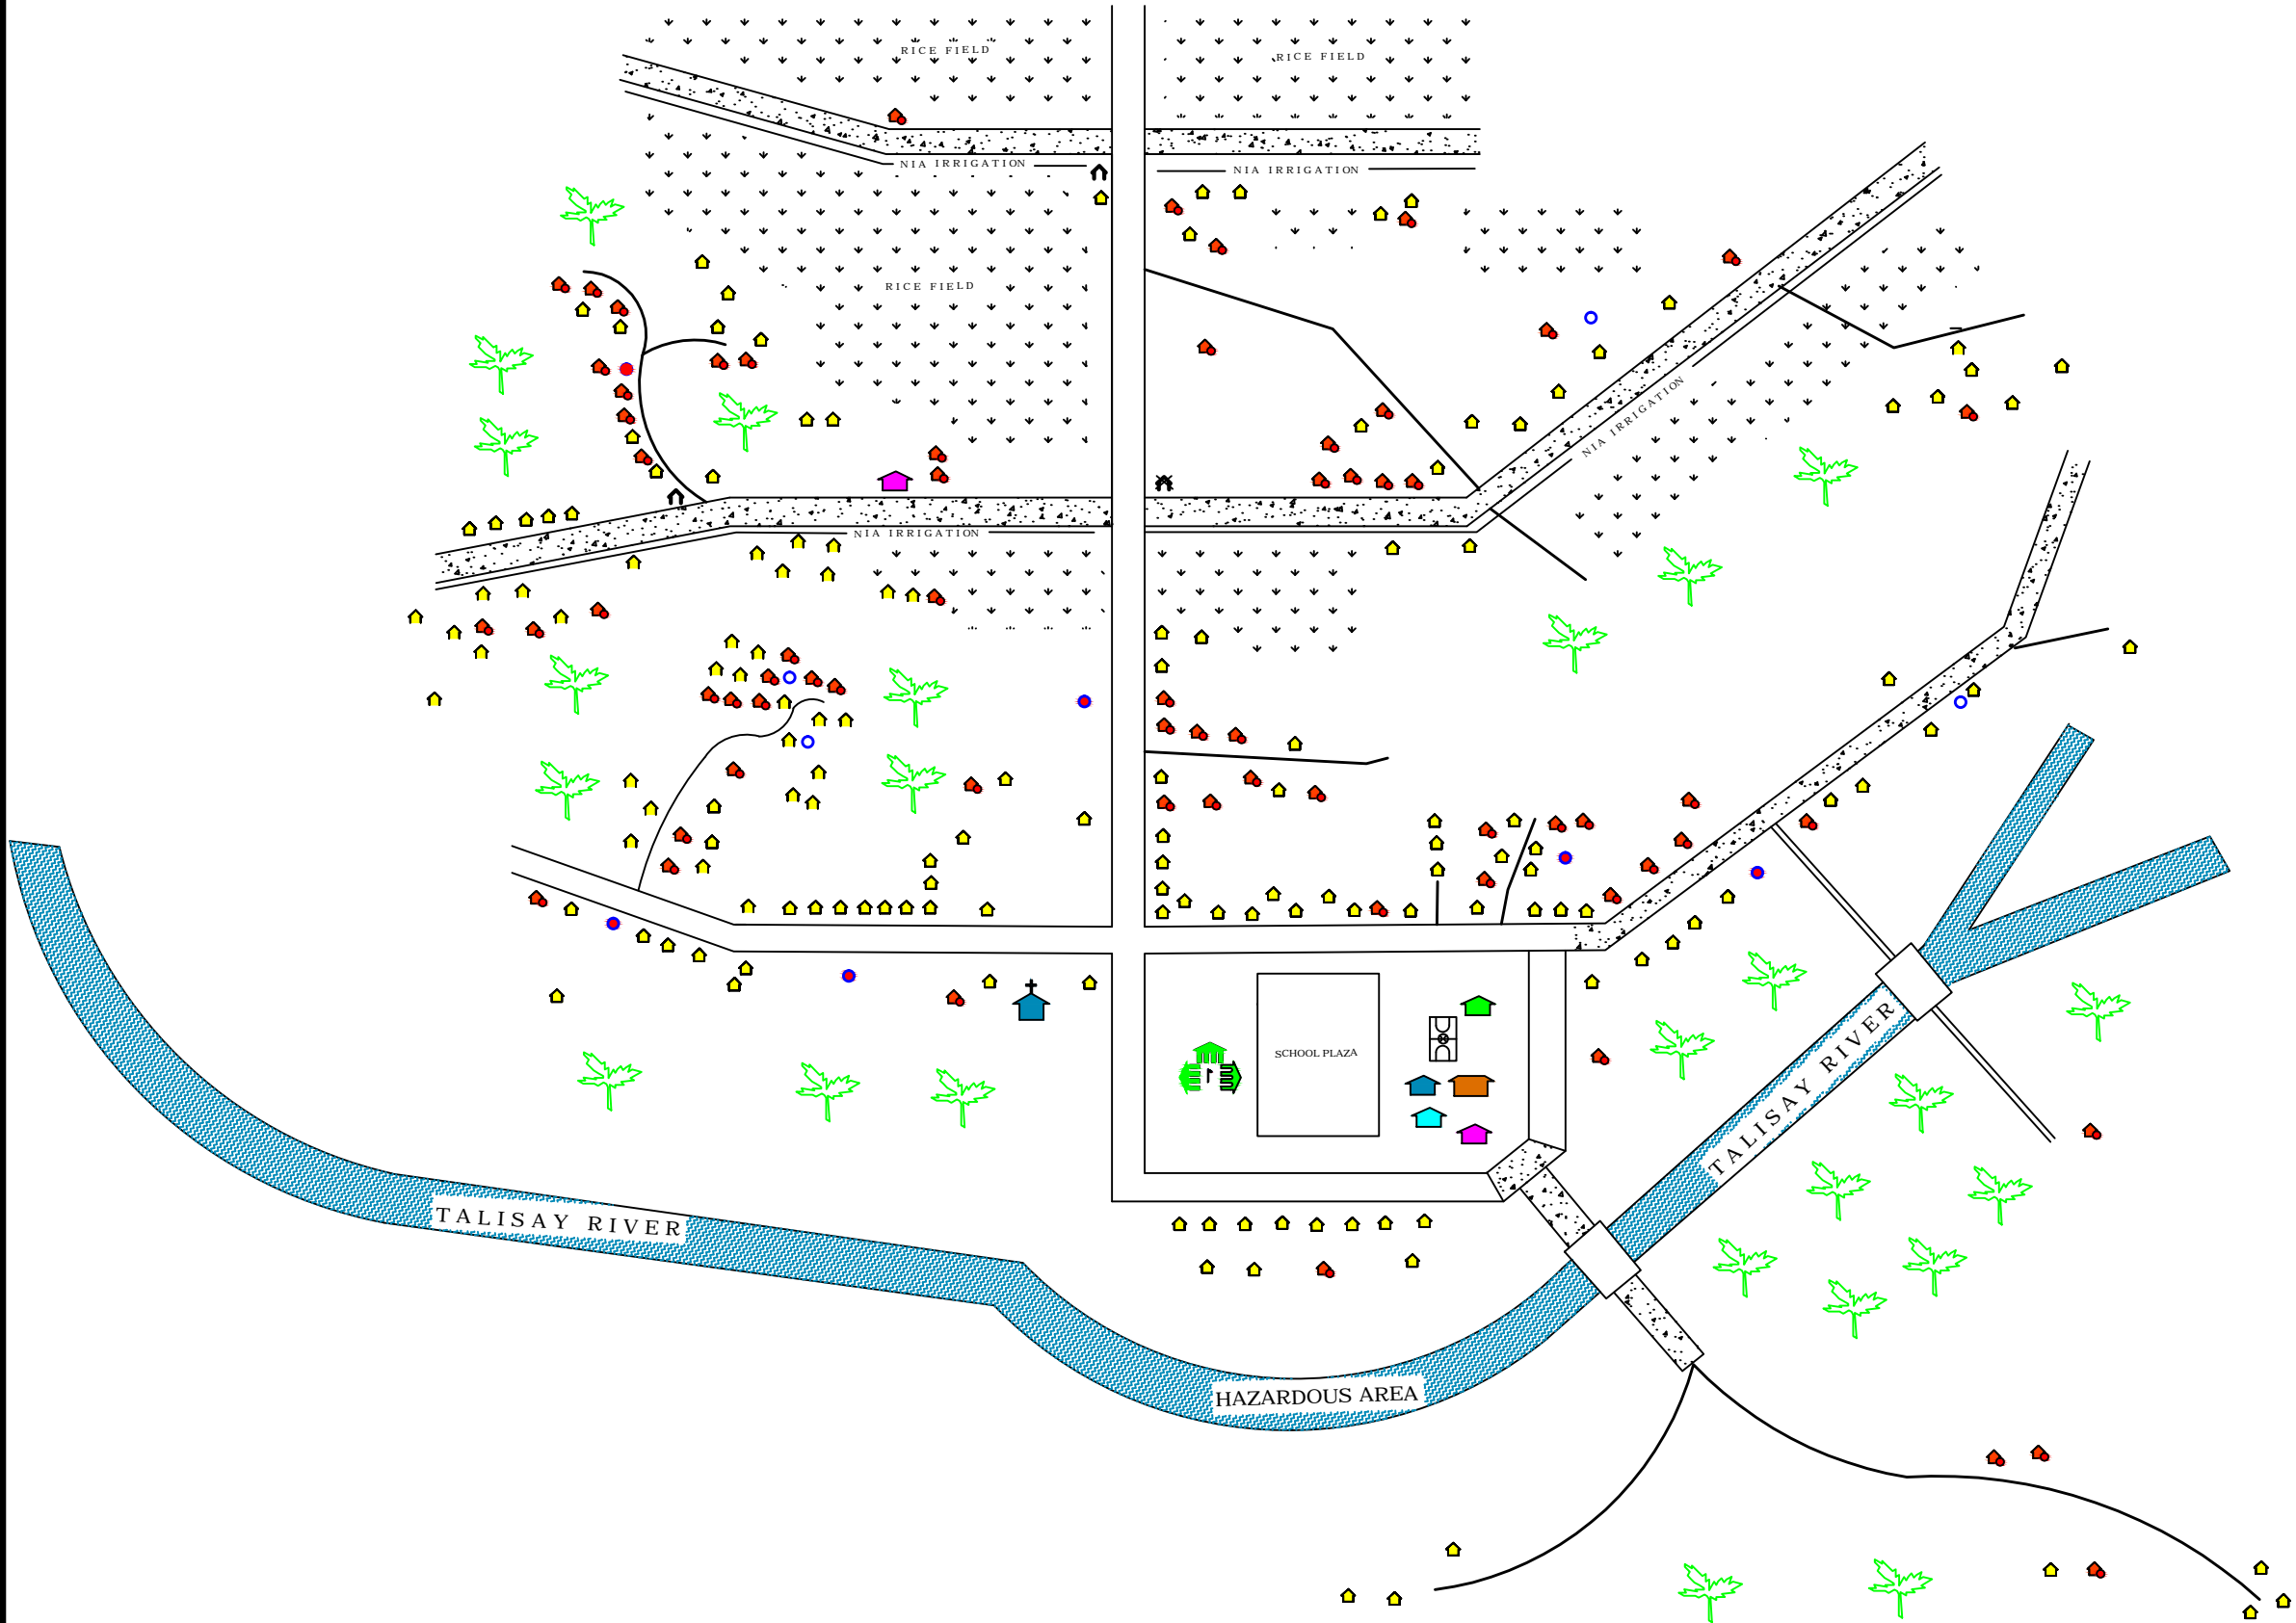 RICE FIELD
RICE FIELD
NIA IRRIGATION
NIA IRRIGATION
RICE FIELD
NIA IRRIGATION
NIA IRRIGATION
SCHOOL PLAZA
TALISAY RIVER
TALISAY RIVER
HAZARDOUS AREA